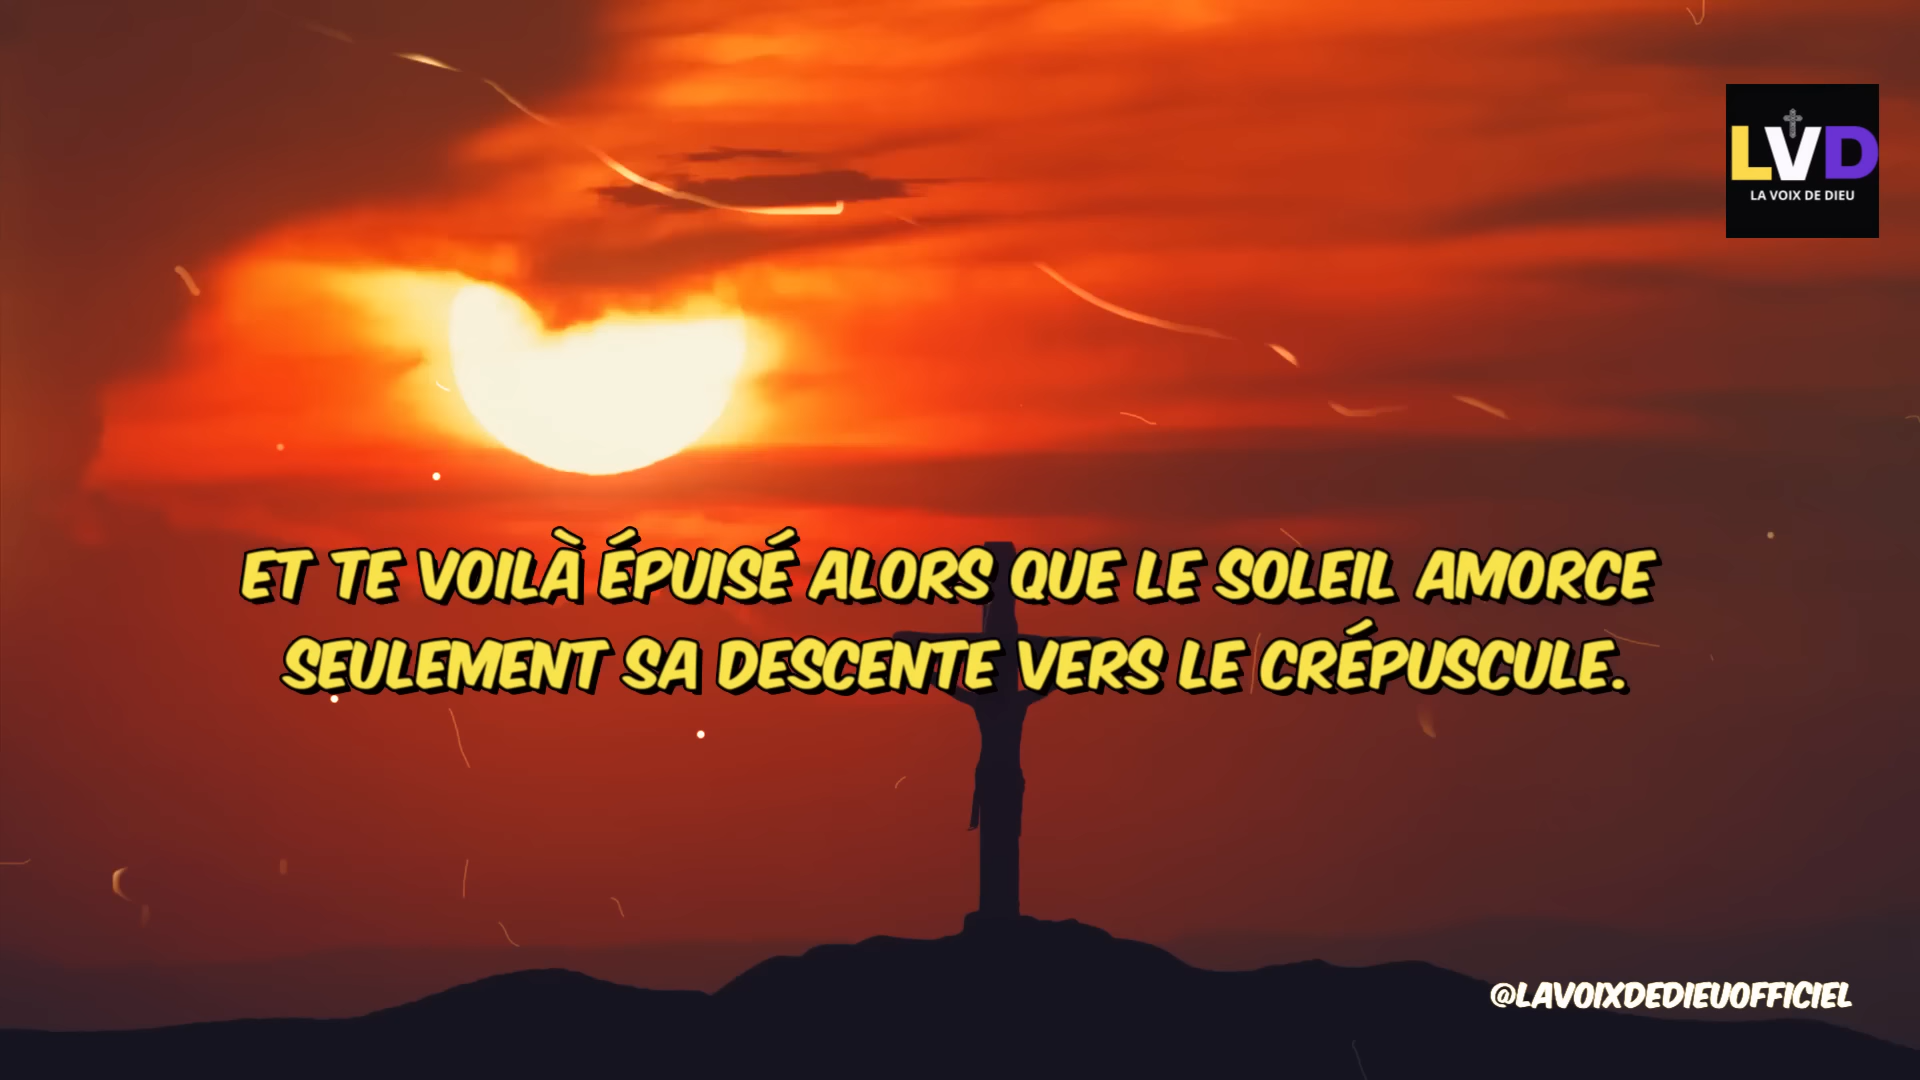 LVD
LA VOIX DE DIEU
ET TE VOILÀ ÉPUISÉ ALORS QUE LE SOLEIL AMORCE
SEULEMENT SA DESCENTE VERS LE CRÉPUSCULE.
@LAVOIXDEDIEUOFFICIEL